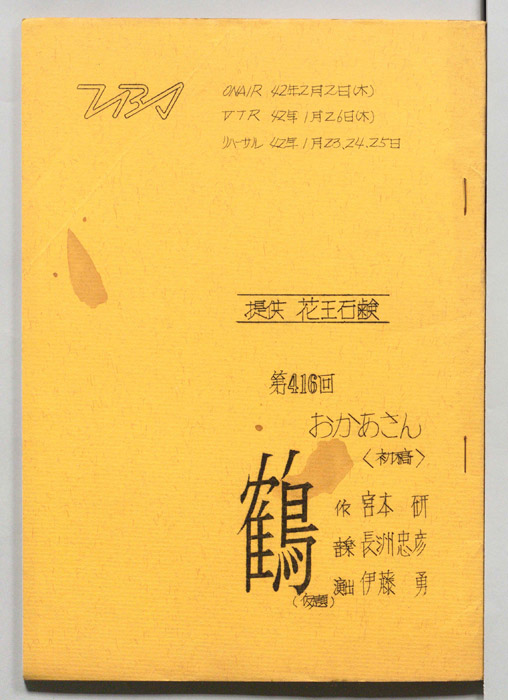 TBS
ONAIR 42年2月2日(木)
VTR 42年1月26日(木)
リハーサル 42年1月23,24,25日
提供 花王石鹸
第416回
おかあさん
〈初稿〉
鶴
(仮題)
作 宮本 研
音楽 長洲忠彦
演出 伊藤 勇